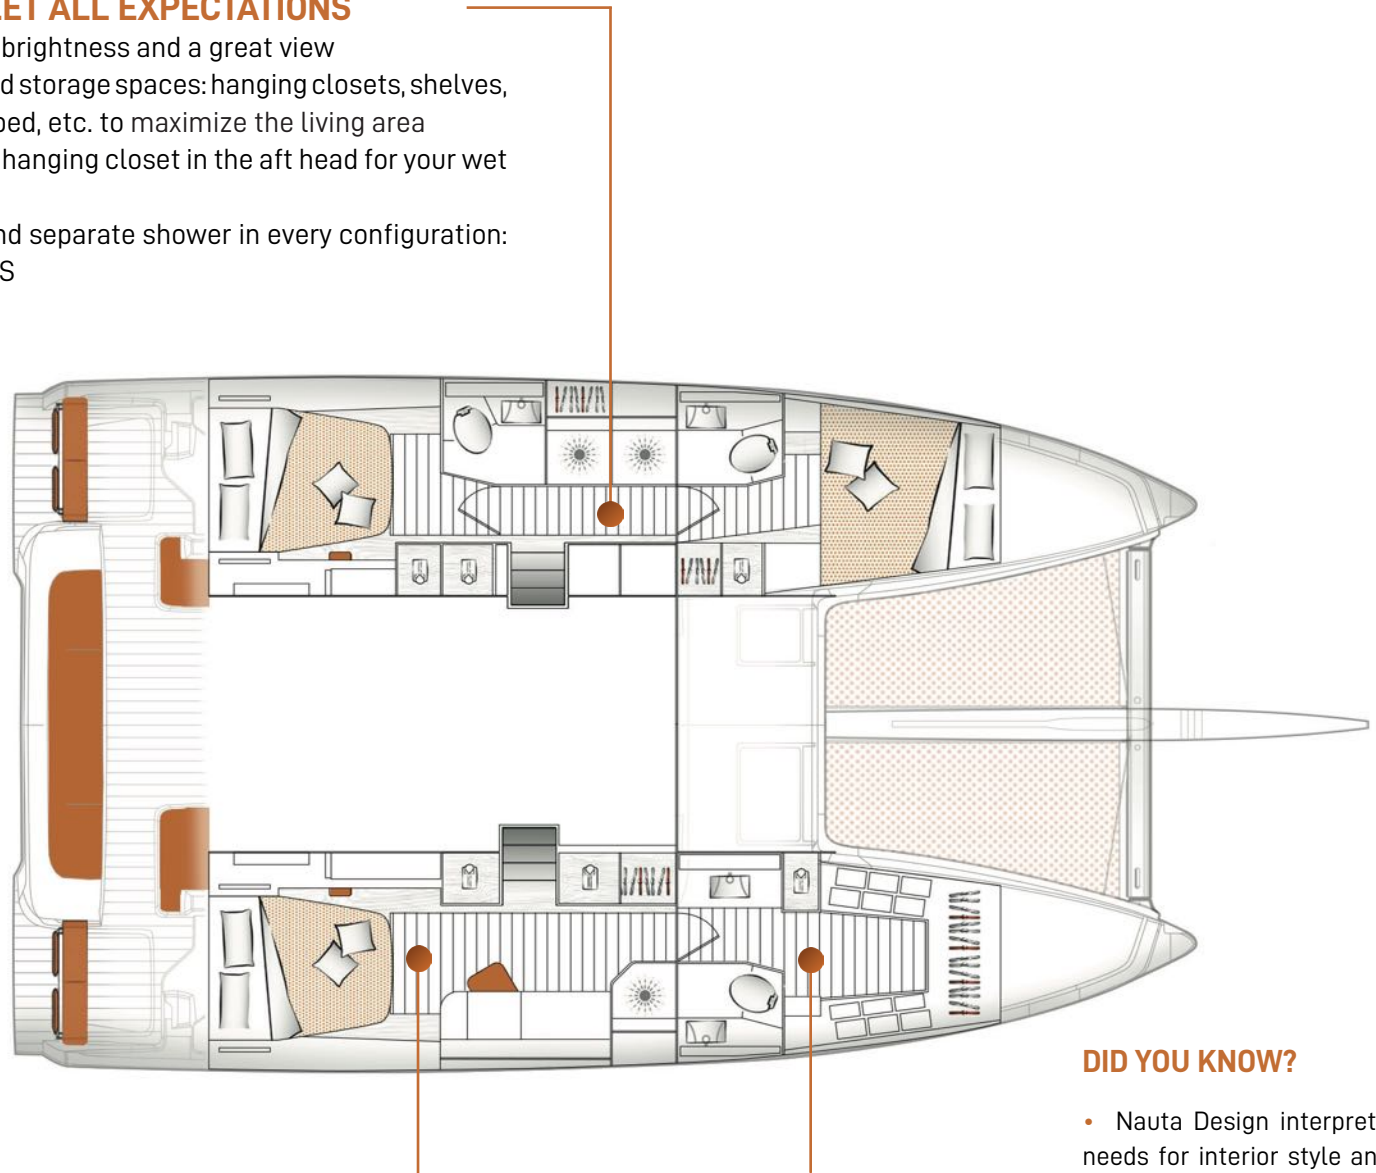 ALL EXPECTATIONS
brightness and a great view
storage spaces: hanging closets, shelves,
bed, etc. to maximize the living area
hanging closet in the aft head for your wet
separate shower in every configuration:
DID YOU KNOW?
• Nauta Design interpret
needs for interior style an